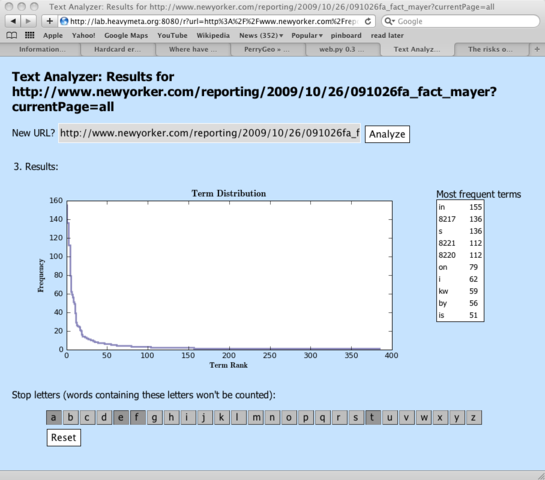 Text Analyzer: Results for http://www.newyorker.com/reporting/2009/10/26/091026fa_fact_mayer?currentPage=all
http://lab.heavymeta.org:8080/r?url=http%3A%2F%2Fwww.newyorker.com%2Frep
Google
Apple Yahoo! Google Maps YouTube Wikipedia News (352) Popular pinboard read later
Information... Hardcard er... Where have ... PerryGeo » ... web.py 0.3 ... Text Analyz... The risks o...
Text Analyzer: Results for
http://www.newyorker.com/reporting/2009/10/26/091026fa_fact_mayer?
currentPage=all
New URL? http://www.newyorker.com/reporting/2009/10/26/091026fa_f Analyze
3. Results:
Term Distribution
160
140
120
100
80
60
40
20
0
Frequency
0 50 100 150 200 250 300 350 400
Term Rank
Most frequent terms
in 155
8217 136
s 136
8221 112
8220 112
on 79
i 62
kw 59
by 56
is 51
Stop letters (words containing these letters won't be counted):
a b c d e f g h i j k l m n o p q r s t u v w x y z
Reset